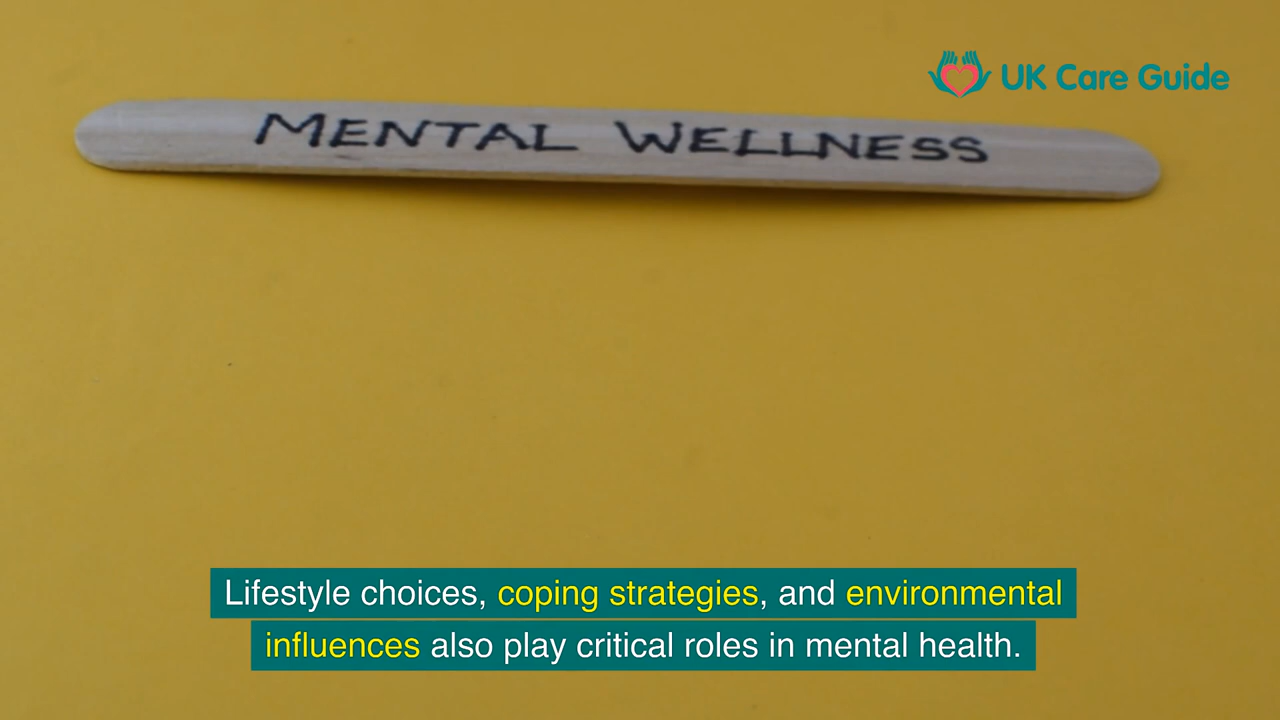 UK Care Guide
MENTAL WELLNESS
Lifestyle choices, coping strategies, and environmental
influences also play critical roles in mental health.